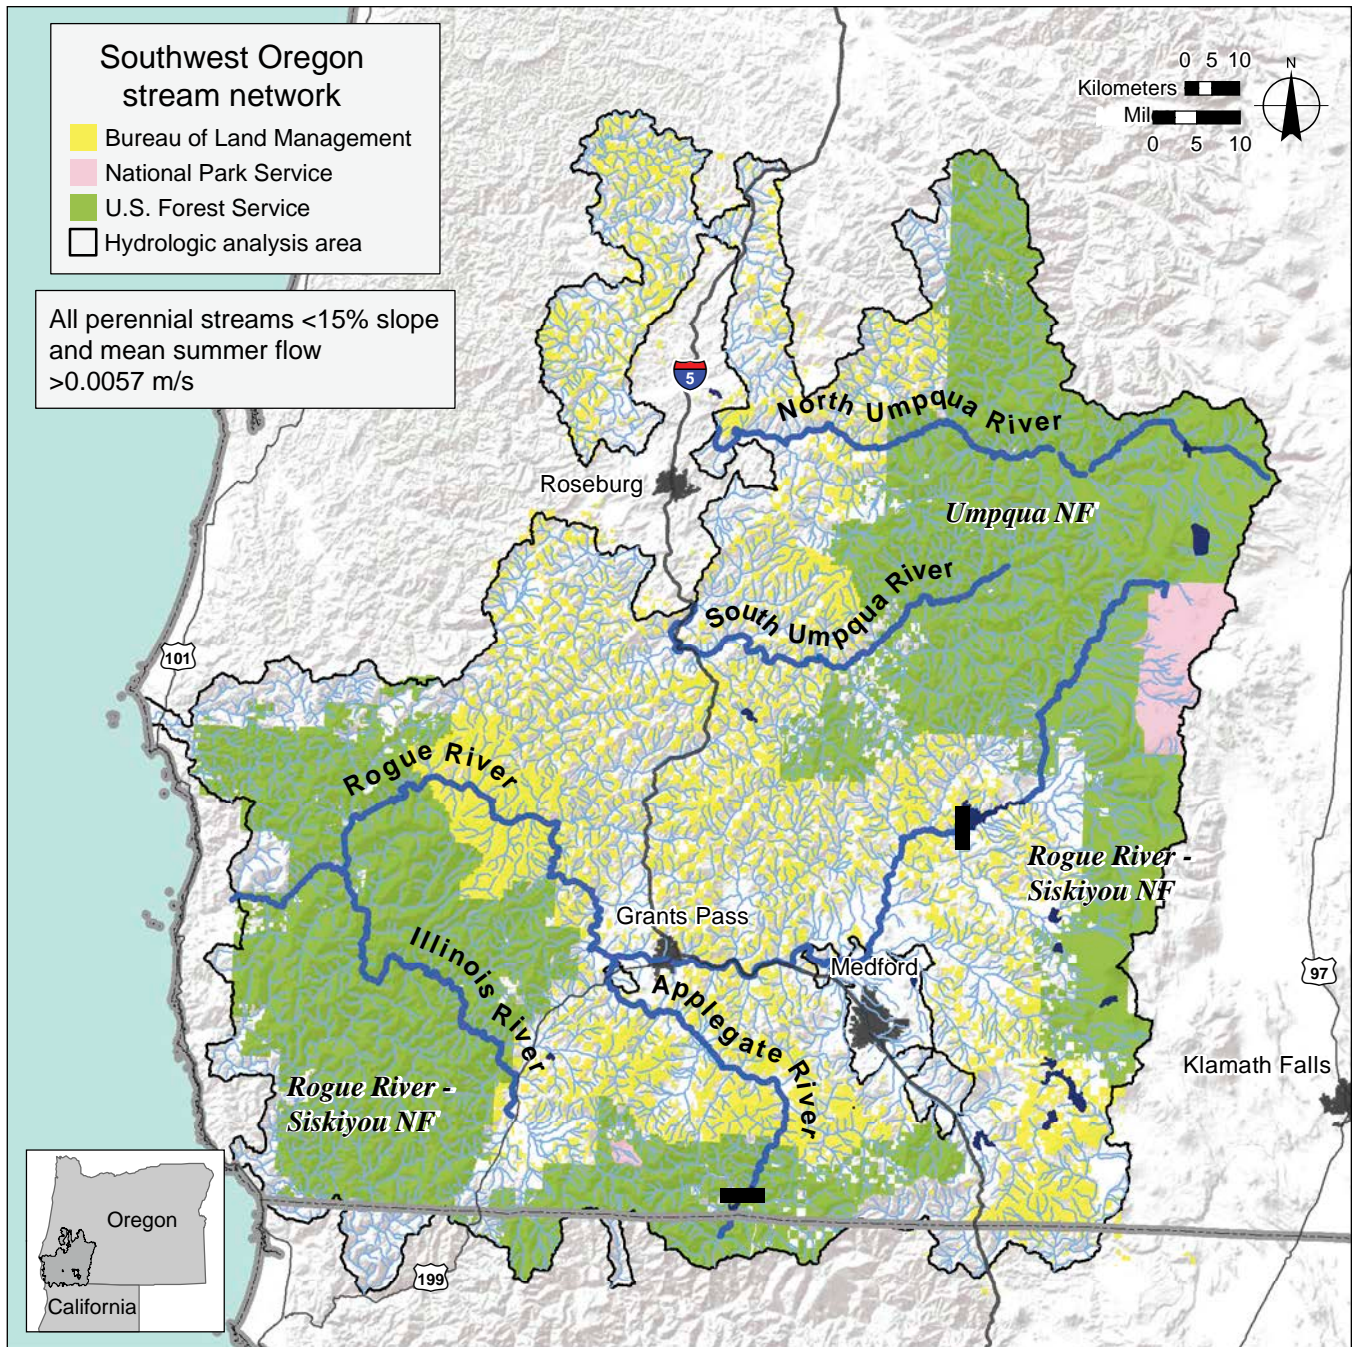 Southwest Oregon
stream network
Bureau of Land Management
National Park Service
U.S. Forest Service
Hydrologic analysis area
All perennial streams <15% slope
and mean summer flow
>0.0057 m/s
0 5 10
Kilometers
Mile
0 5 10
N
5
North Umpqua River
Roseburg
Umpqua NF
South Umpqua River
101
Rogue River
Rogue River -
Siskiyou NF
Grants Pass
Illinois River
Medford
Applegate River
97
Klamath Falls
Rogue River -
Siskiyou NF
199
Oregon
California